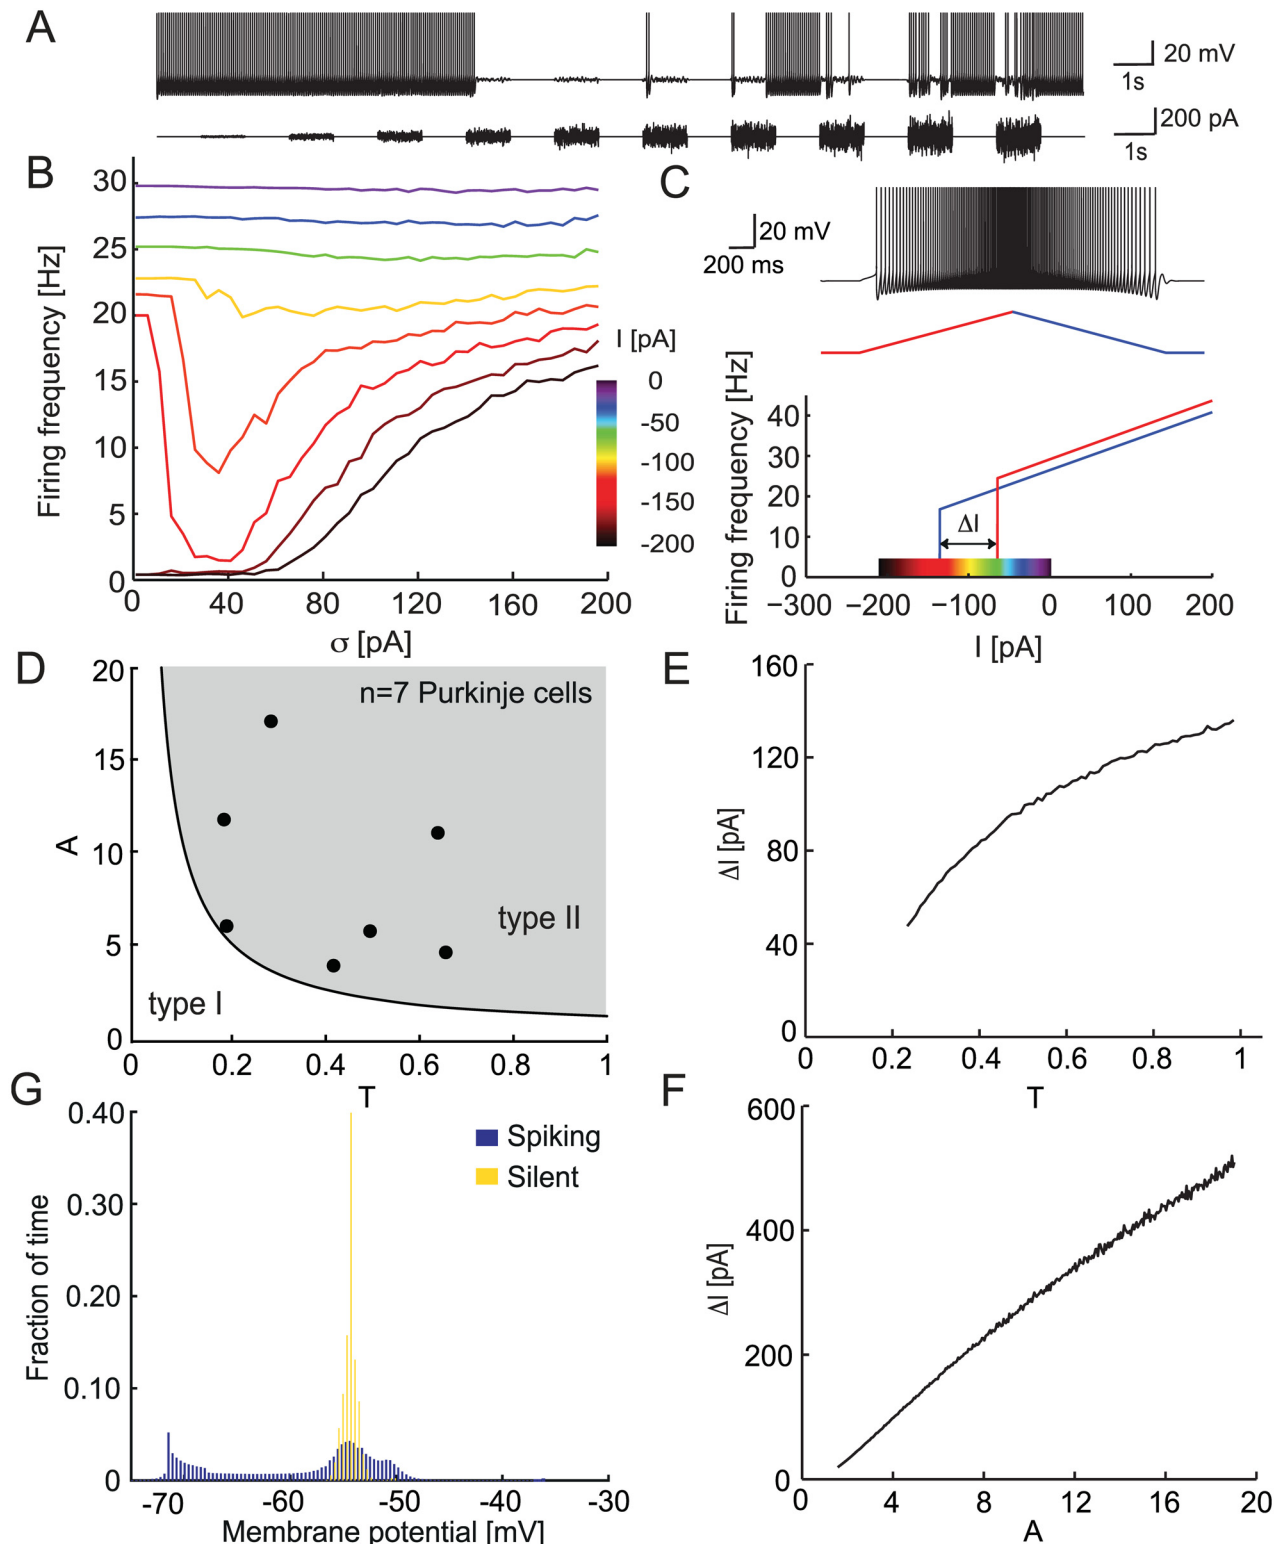 A
20 mV
1s
200 pA
1s
B
Firing frequency [Hz]
30
25
20
15
10
5
0
0 40 80 120 160 200
σ [pA]
I [pA]
0
-50
-100
-150
-200
C
20 mV
200 ms
Firing frequency [Hz]
40
30
20
10
0
ΔI
−300 −200 −100 0 100 200
I [pA]
D
n=7 Purkinje cells
A
20
15
10
5
0
type II
type I
0 0.2 0.4 0.6 0.8 1
T
E
ΔI [pA]
160
120
80
40
0
0 0.2 0.4 0.6 0.8 1
T
G
Fraction of time
0.40
0.30
0.20
0.10
0
Spiking
Silent
-70 -60 -50 -40 -30
Membrane potential [mV]
F
ΔI [pA]
600
400
200
0
0 4 8 12 16 20
A